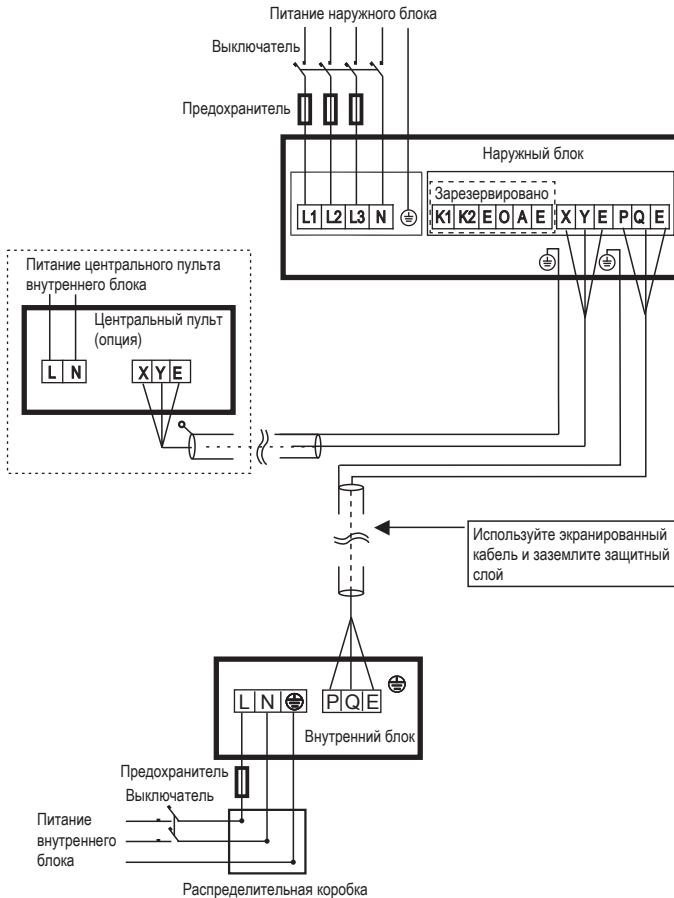 Питание наружного блока
Выключатель
Предохранитель
Наружный блок
Зарезервировано
L1 L2 L3 N
K1 K2 E O A E X Y E P Q E
Питание центрального пульта
внутреннего блока
Центральный пульт
(опция)
L N
X Y E
Используйте экранированный
кабель и заземлите защитный
слой
L N
P Q E
Внутренний блок
Предохранитель
Выключатель
Питание
внутреннего
блока
Распределительная коробка